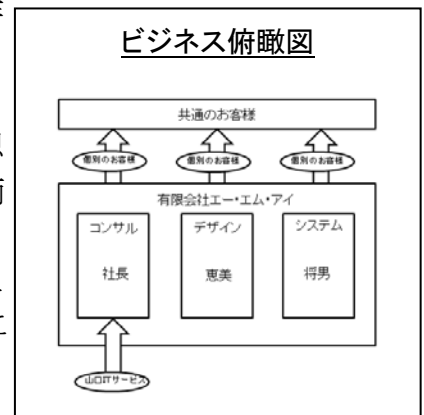 ビジネス俯瞰図
共通のお客様
個別のお客様 個別のお客様 個別のお客様
有限会社エー・エム・アイ
コンサル デザイン システム
社長 恵美 将男
山口ITサービス